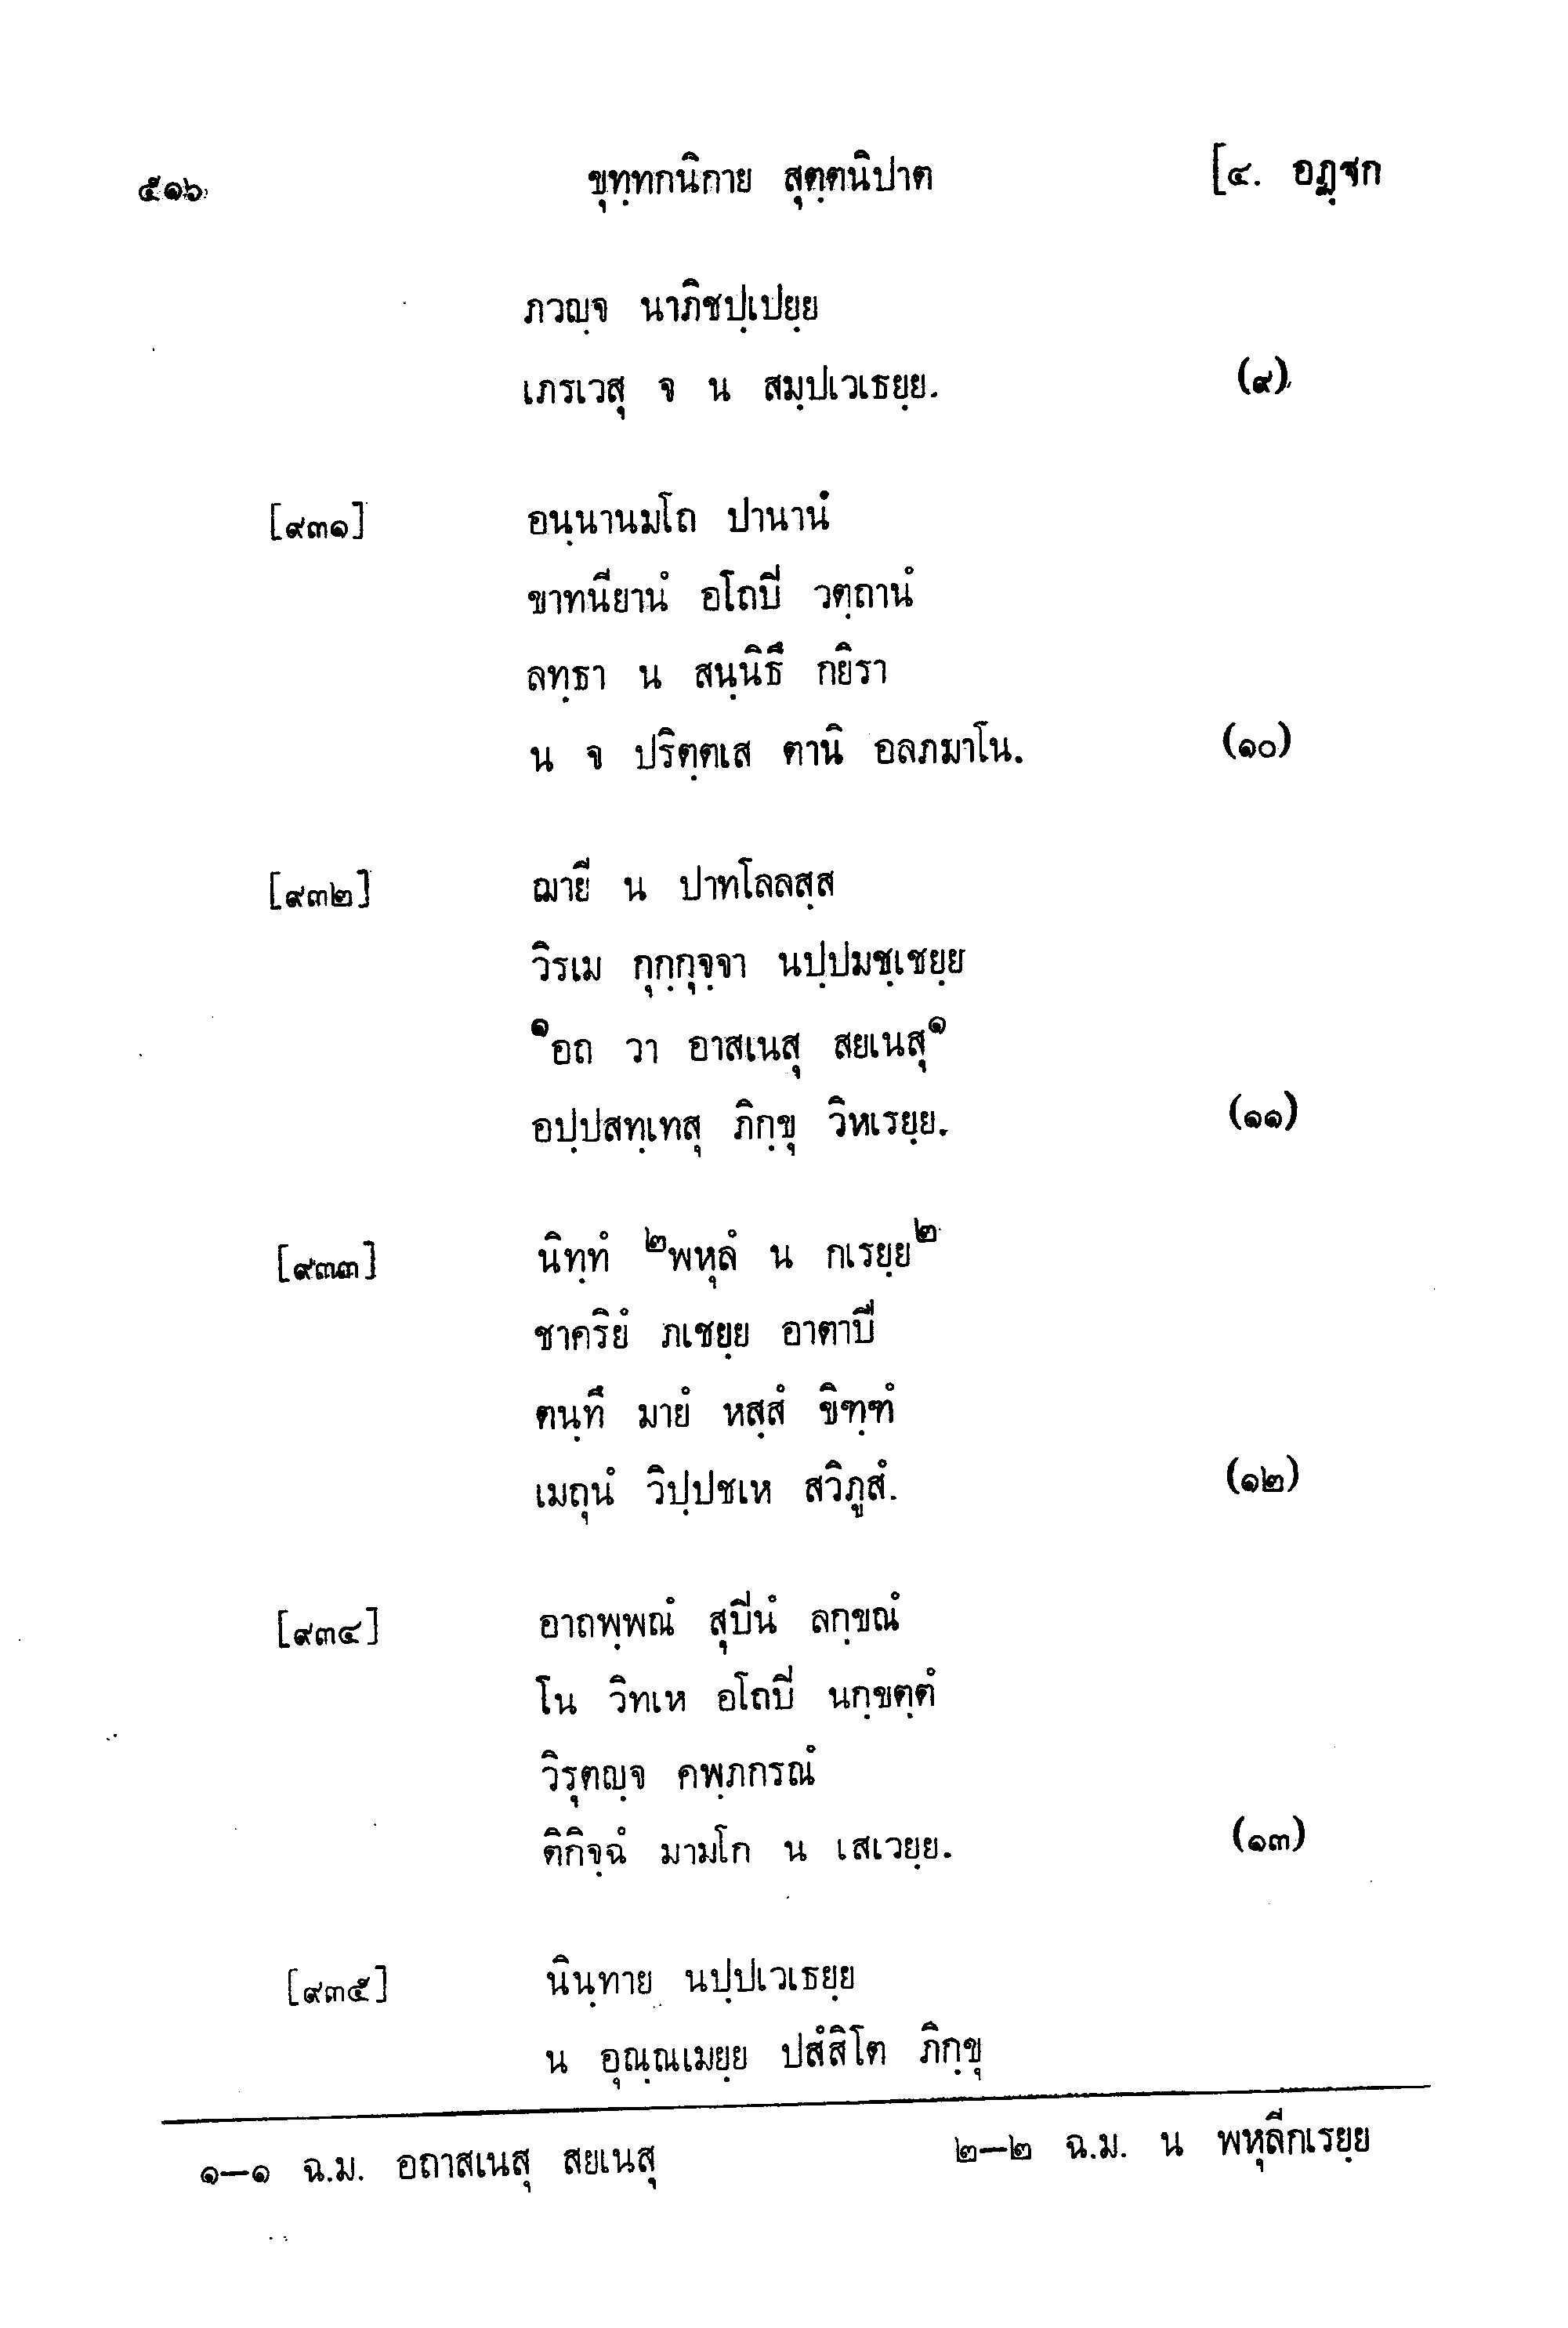 ๕๑๖ ขุทฺทกนิกาย สุตฺตนิปาต [๔. อฏฺฐก
ภวญฺจ นาภิชปฺเปยฺย
เภรเวสุ จ น สมฺปเวเธยฺย. (๙)
[๙๓๑] อนฺนานมโถ ปานานํ
ขาทนียานํ อโถปี วตฺถานํ
ลทฺธา น สนฺนิธึ กยิรา
น จ ปริตฺตเส ตานิ อลภมาโน. (๑๐)
[๙๓๒] ฌายี น ปาทโลลสฺส
วิรเม กุกฺกุจฺจา นปฺปมชฺเชยฺย
๑อถ วา อาสเนสุ สยเนสุ๑
อปฺปสทฺเทสุ ภิกฺขุ วิหเรยฺย. (๑๑)
[๙๓๓] นิทฺทํ ๒พหุลํ น กเรยฺย๒
ชาคริยํ ภเชยฺย อาตาปี
ตนฺทึ มายํ หสฺสํ ขิฑฺฑํ
เมถุนํ วิปฺปชเห สวิภูสํ. (๑๒)
[๙๓๔] อาถพฺพณํ สุปีนํ ลกฺขณํ
โน วิทเห อโถปี นกฺขตฺตํ
วิรุตญฺจ คพฺภกรณํ
ติกิจฺฉํ มามโก น เสเวยฺย. (๑๓)
[๙๓๕] นินฺทาย นปฺปเวเธยฺย
น อุณฺณเมยฺย ปสํสิโต ภิกฺขุ
๑–๑ ฉ.ม. อถาสเนสุ สยเนสุ ๒–๒ ฉ.ม. น พหุลีกเรยฺย